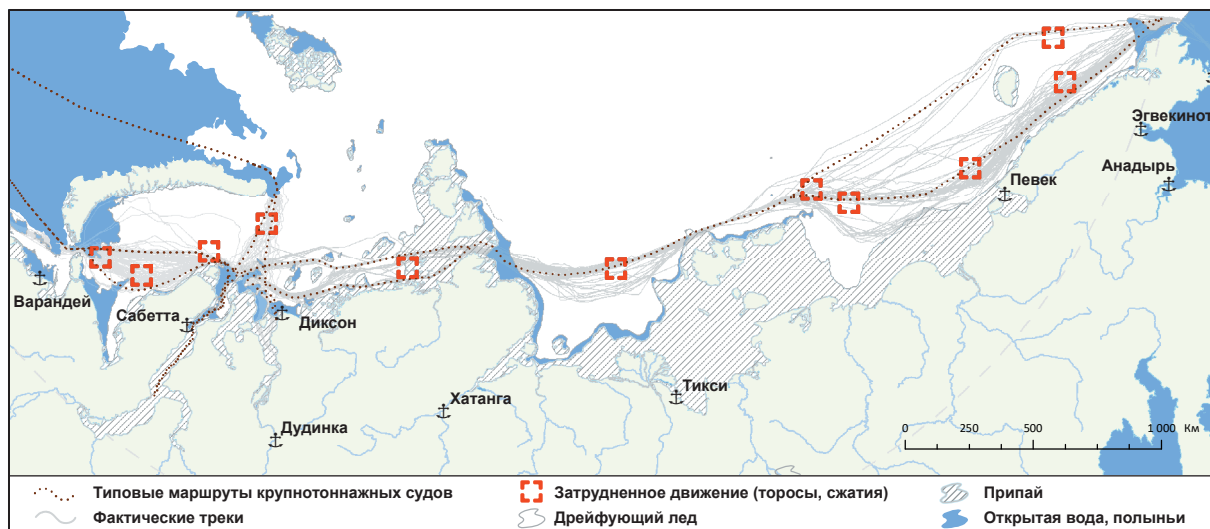 Эгвекинот
Анадырь
Певек
Варандей
Сабетта
Диксон
Тикси
Хатанга
Дудинка
0 250 500 1 000 Км
Типовые маршруты крупнотоннажных судов
Затрудненное движение (торосы, сжатия)
Припай
Фактические треки
Дрейфующий лед
Открытая вода, полыньи